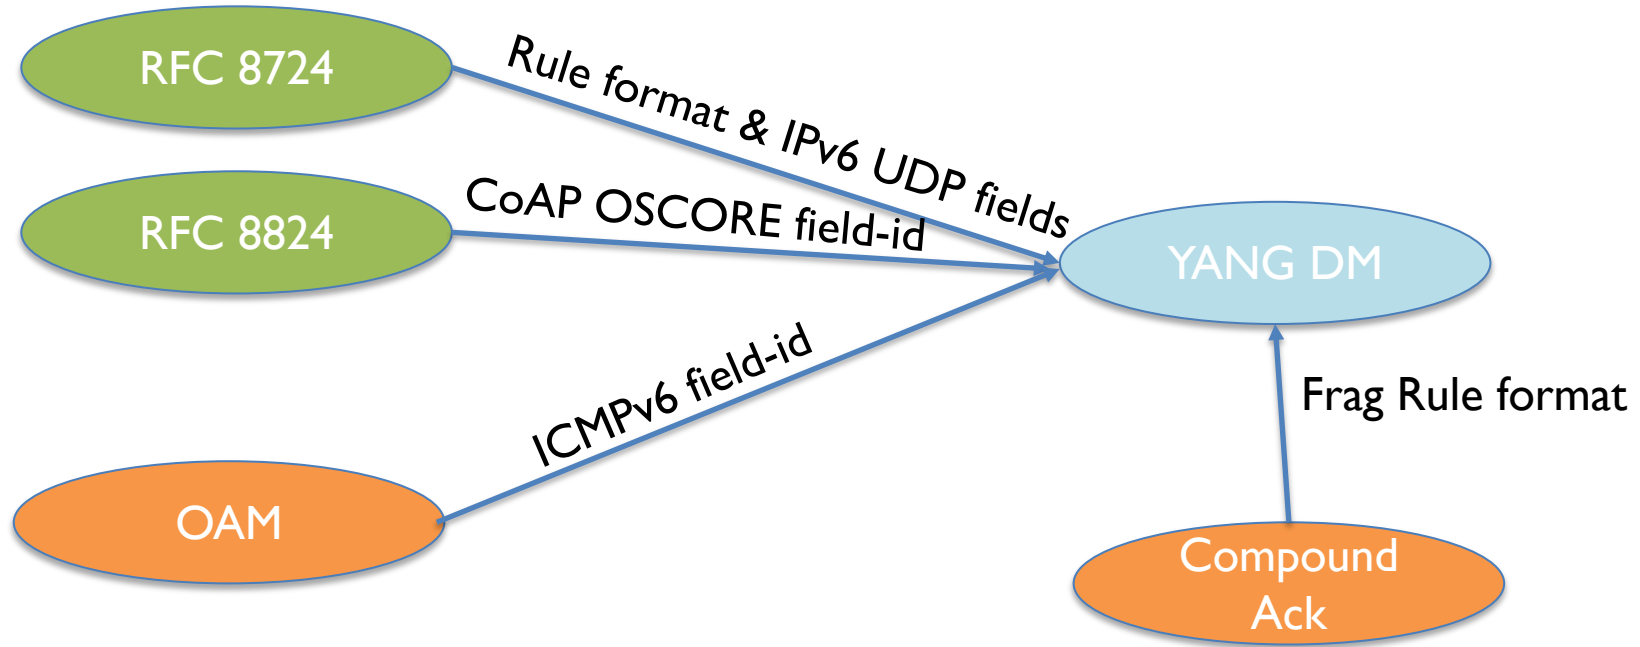 RFC 8724
Rule format & IPv6 UDP fields
RFC 8824
CoAP OSCORE field-id
YANG DM
ICMPv6 field-id
Frag Rule format
OAM
Compound
Ack